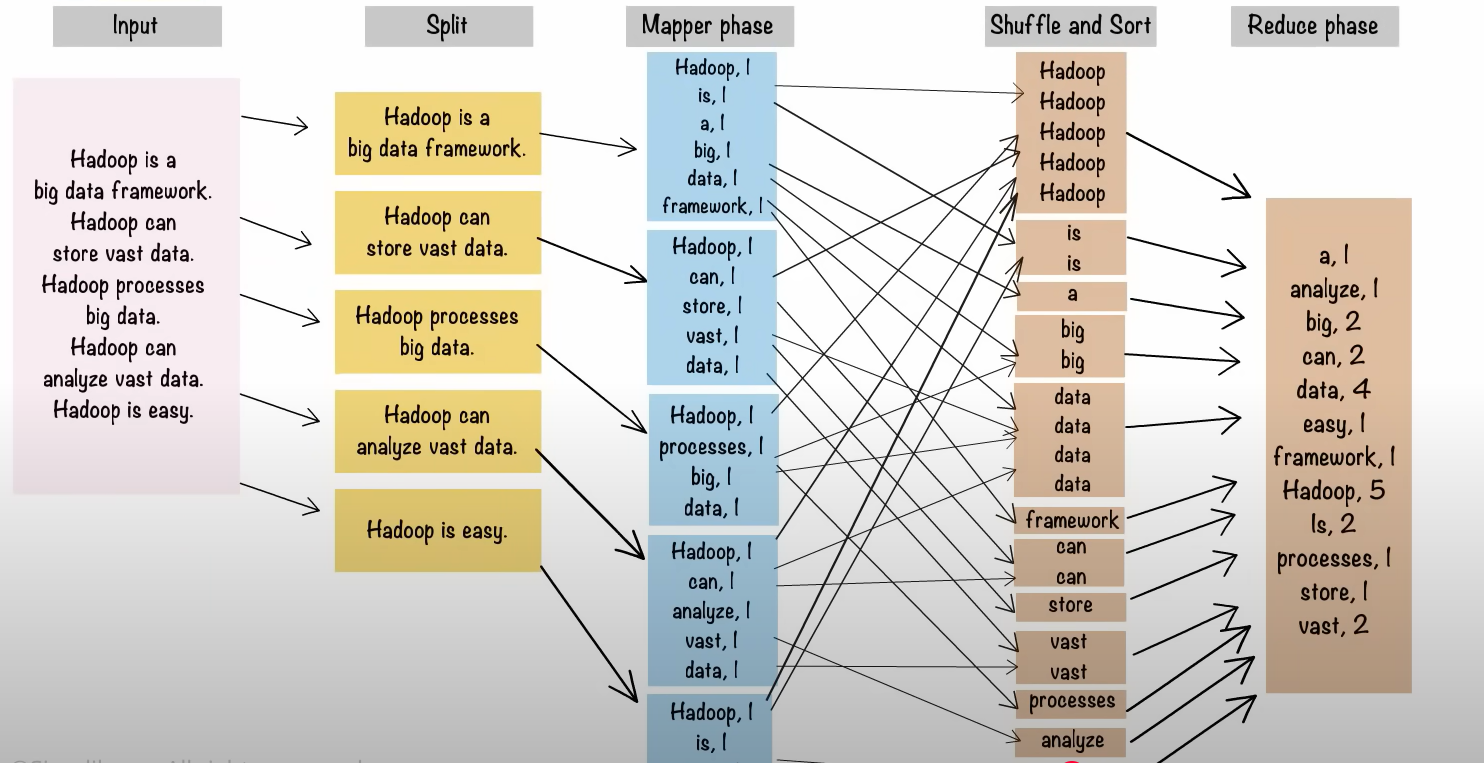 Input
Split
Mapper phase
Shuffle and Sort
Reduce phase
Hadoop is a
big data framework.
Hadoop can
store vast data.
Hadoop processes
big data.
Hadoop can
analyze vast data.
Hadoop is easy.
Hadoop is a
big data framework.
Hadoop can
store vast data.
Hadoop processes
big data.
Hadoop can
analyze vast data.
Hadoop is easy.
Hadoop, 1
is, 1
a, 1
big, 1
data, 1
framework, 1
Hadoop, 1
can, 1
store, 1
vast, 1
data, 1
Hadoop, 1
processes, 1
big, 1
data, 1
Hadoop, 1
can, 1
analyze, 1
vast, 1
data, 1
Hadoop, 1
is, 1
Hadoop
Hadoop
Hadoop
Hadoop
Hadoop
is
is
a
big
big
data
data
data
data
framework
can
can
store
vast
vast
processes
analyze
a, 1
analyze, 1
big, 2
can, 2
data, 4
easy, 1
framework, 1
Hadoop, 5
Is, 2
processes, 1
store, 1
vast, 2